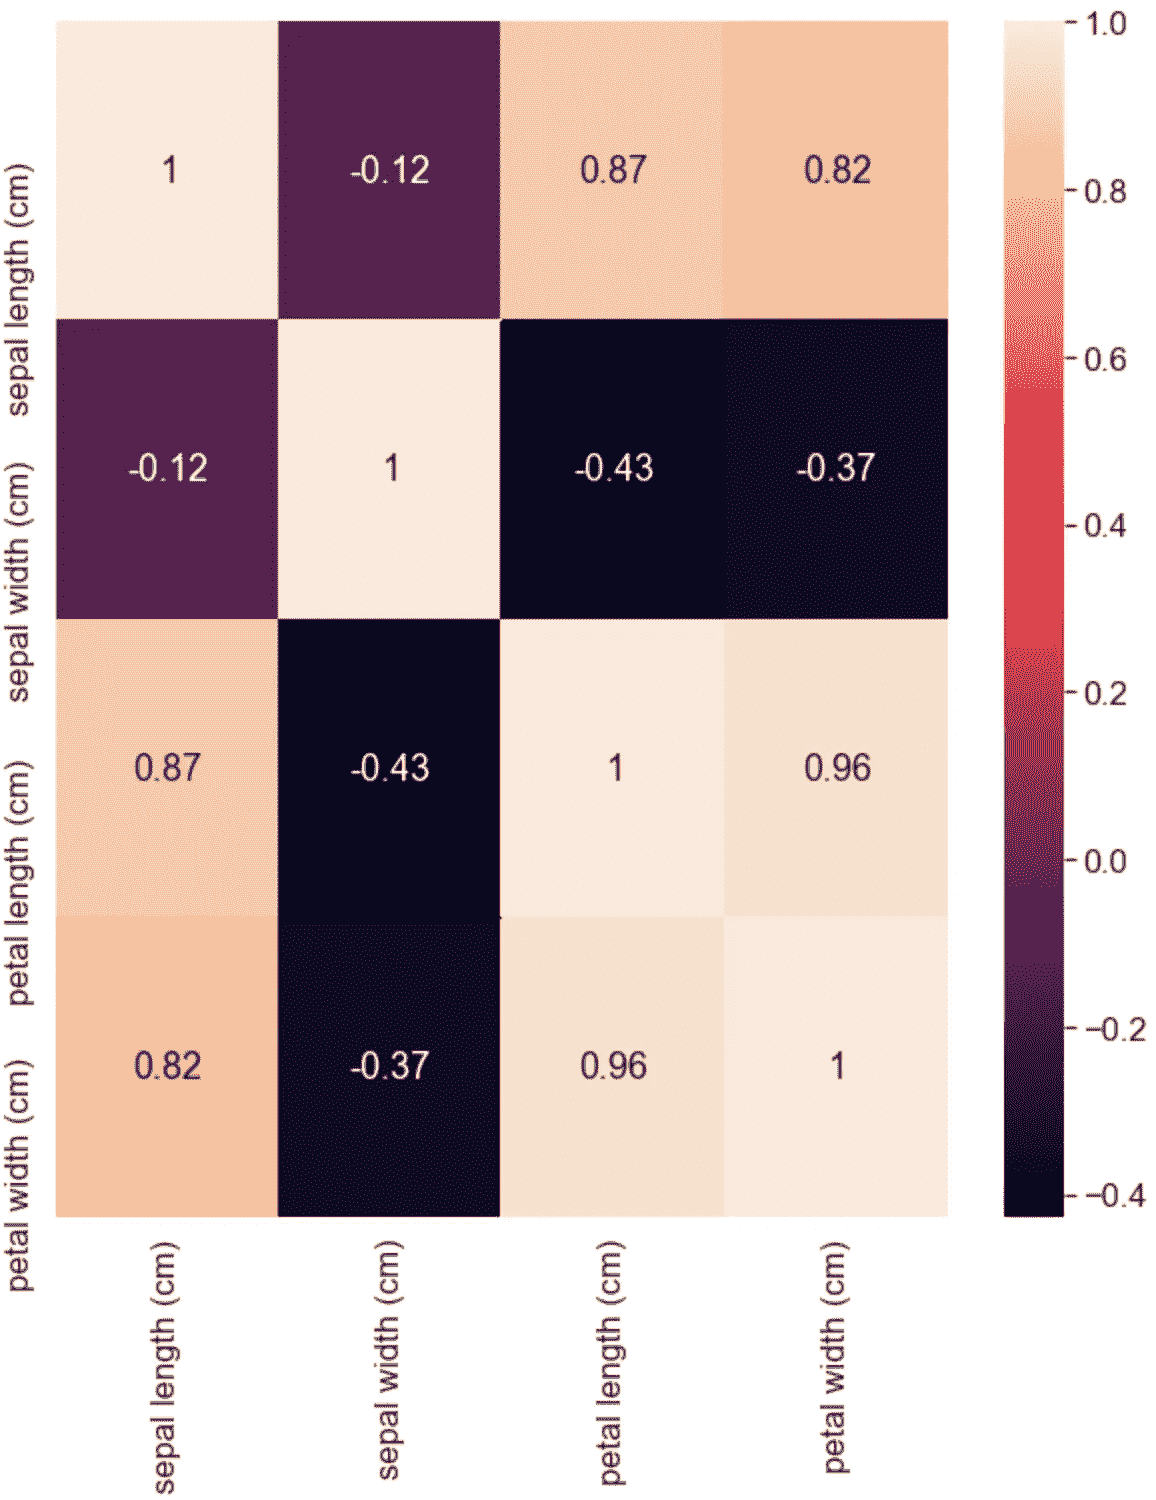 1 -0.12 0.87 0.82
-0.12 1 -0.43 -0.37
0.87 -0.43 1 0.96
0.82 -0.37 0.96 1
sepal length (cm)
sepal width (cm)
petal length (cm)
petal width (cm)
sepal length (cm)
sepal width (cm)
petal length (cm)
petal width (cm)
1.0
0.8
0.6
0.4
0.2
0.0
−0.2
−0.4